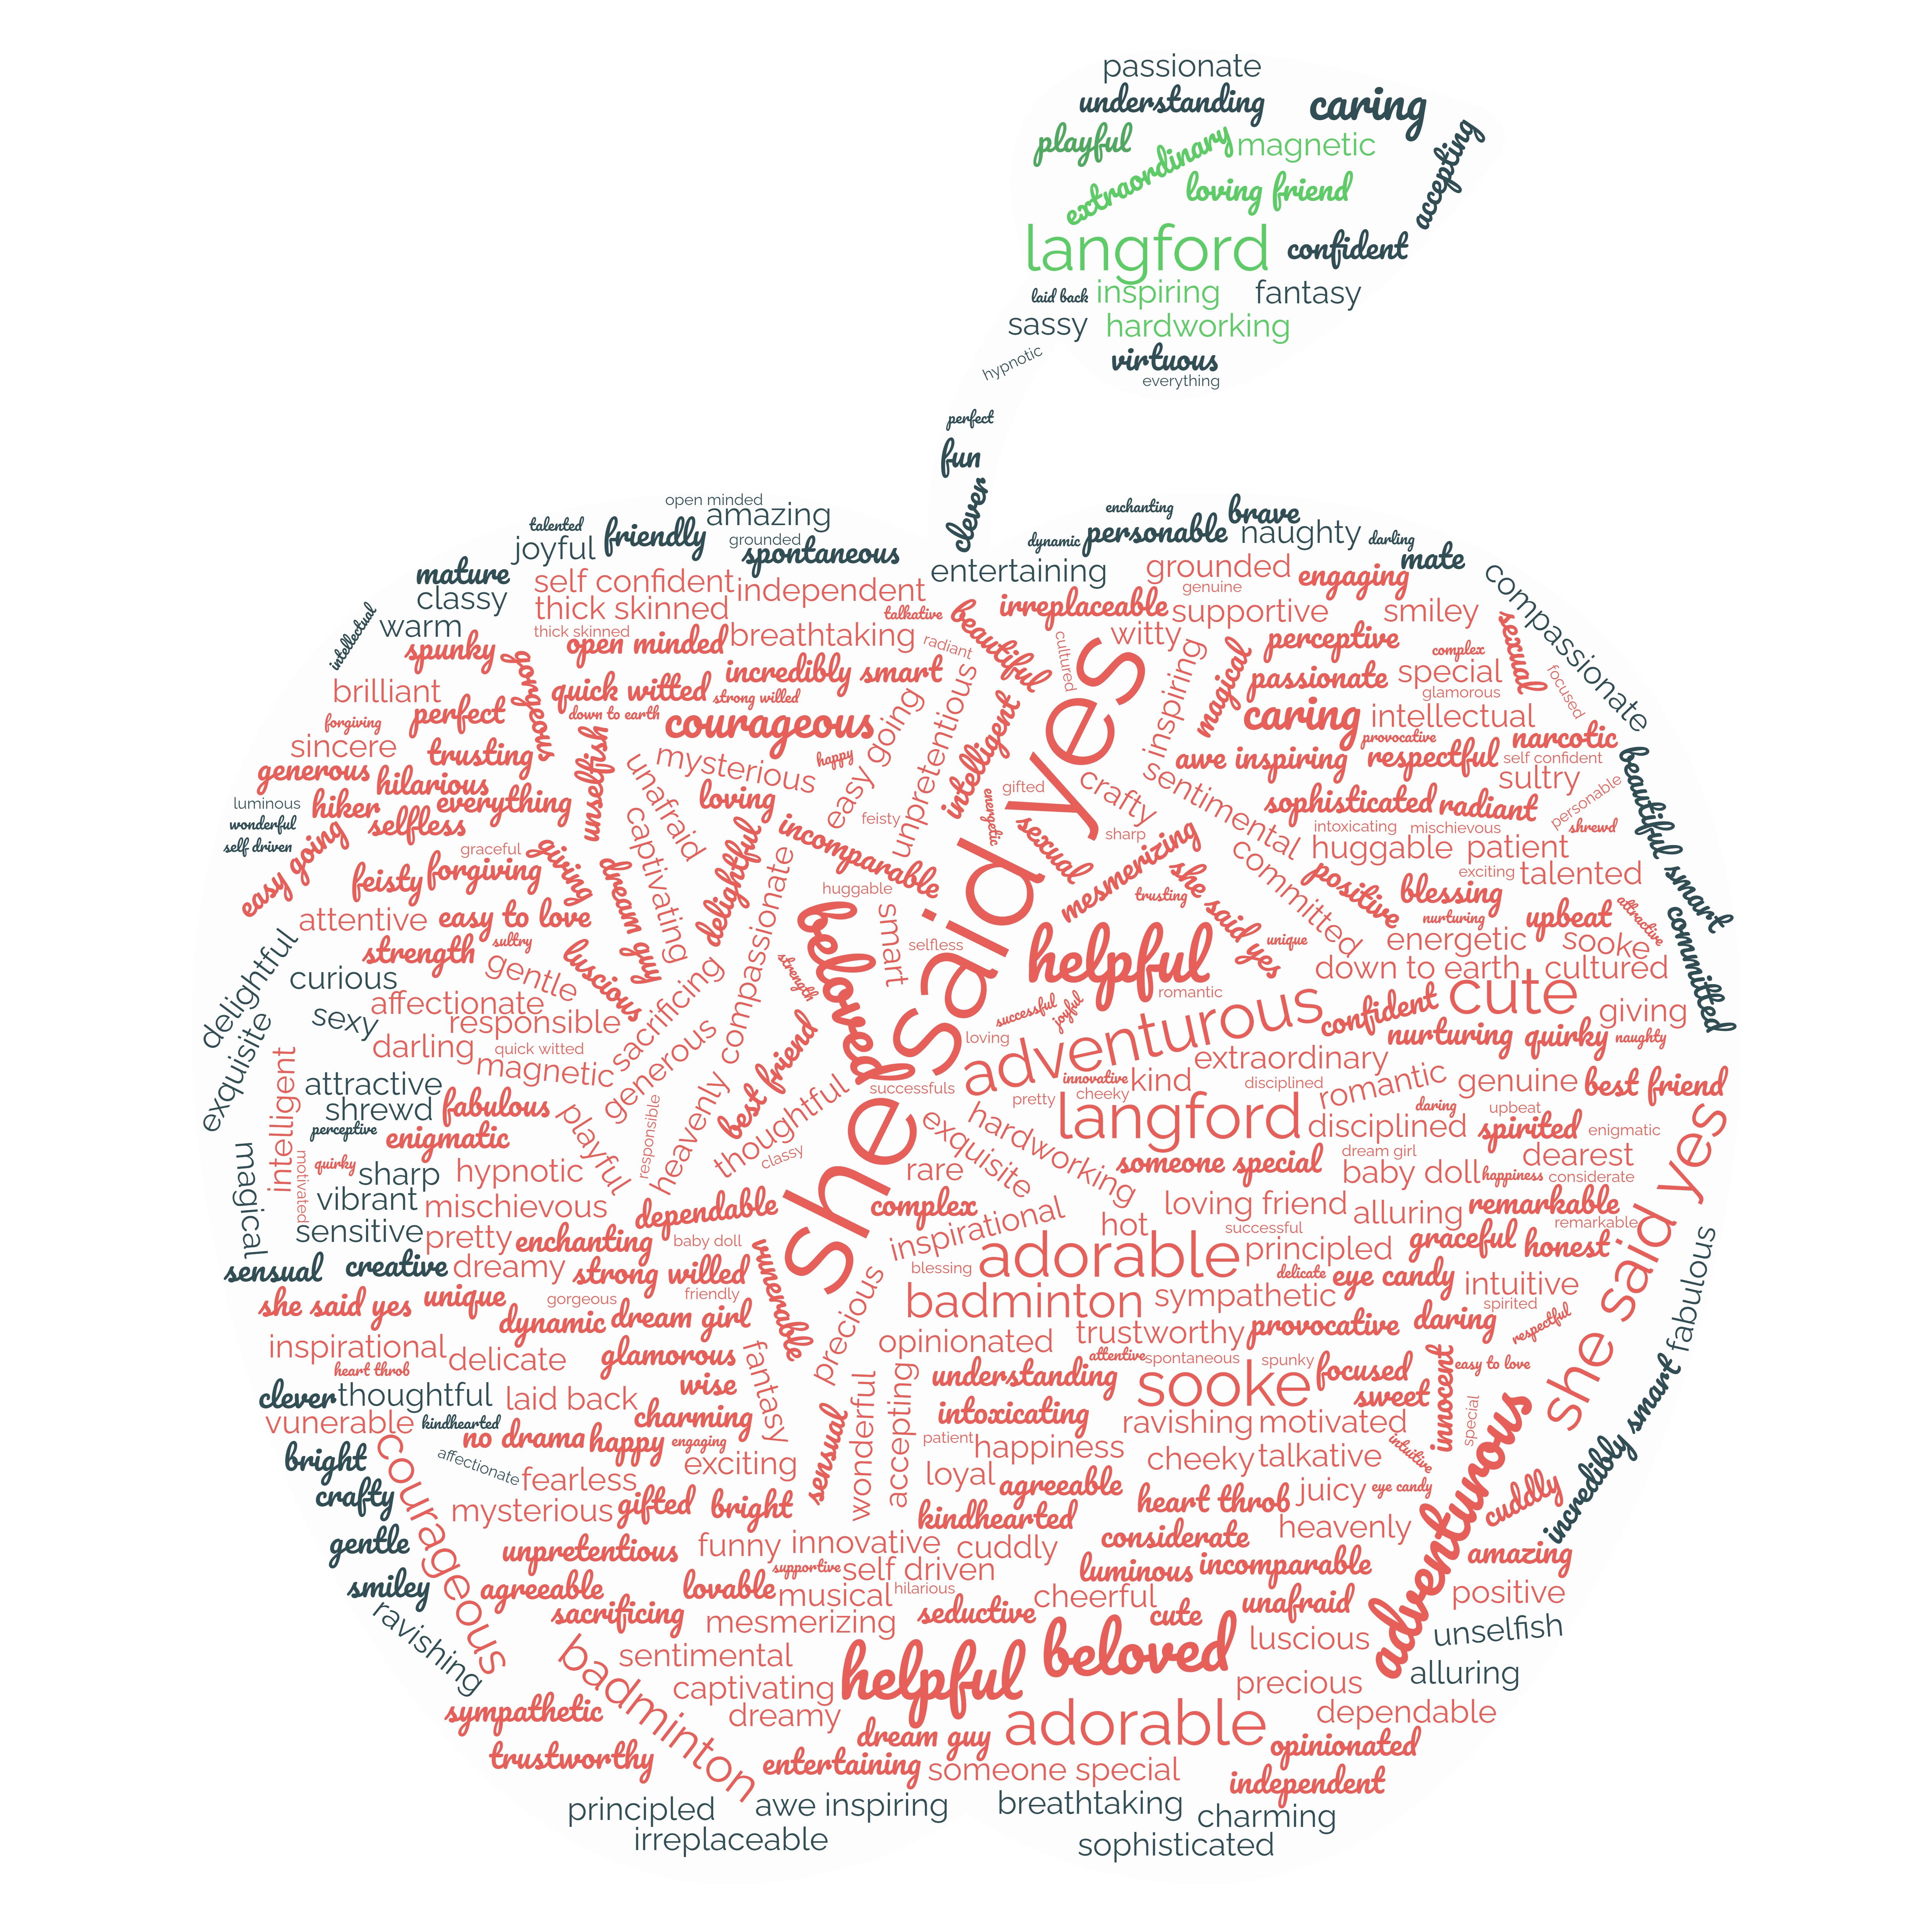 passionate
understanding
caring
playful
extraordinary
magnetic
accepting
loving friend
langford
confident
laid back
inspiring
fantasy
sassy
hardworking
hypnotic
virtuous
everything
perfect
fun
clever
open minded
amazing
talented
friendly
joyful
grounded
spontaneous
enchanting
brave
dynamic
personable
naughty
darling
mate
entertaining
mature
classy
self confident
independent
grounded
engaging
genuine
compassionate
intellectual
warm
thick skinned
thick skinned
talkative
beautiful
irreplaceable
supportive
smiley
spunky
open minded
breathtaking
radiant
cultured
witty
perceptive
complex
sexual
brilliant
gorgeous
incredibly smart
quick witted
strong willed
inspiring
magical
passionate
special
glamorous
focused
forgiving
perfect
down to earth
courageous
easy going
unpretentious
intelligent
she said yes
caring
intellectual
provocative
narcotic
sincere
trusting
unselfish
unafraid
mysterious
happy
awe inspiring
respectful
self confident
beautiful smart
generous
hilarious
loving
gifted
crafty
sentimental
sultry
personable
luminous
hiker
everything
captivating
incomparable
feisty
energetic
sexual
sharp
sophisticated
radiant
wonderful
selfless
intoxicating
mischievous
shrewd
self driven
easy going
graceful
giving
dream guy
delightful
compassionate
mesmerizing
she said yes
committed
huggable
patient
feisty
forgiving
huggable
trusting
positive
blessing
exciting
talented
attentive
easy to love
beloved
smart
nurturing
upbeat
attractive
committed
delightful
strength
sultry
luscious
selfless
helpful
unique
energetic
sooke
curious
gentle
sacrificing
strength
romantic
down to earth
cultured
exquisite
sexy
affectionate
responsible
generous
successful
joyful
adventurous
confident
cute
giving
darling
quick witted
best friend
loving
extraordinary
nurturing
quirky
naughty
intelligent
attractive
magnetic
heavenly
thoughtful
successfuls
innovative
kind
disciplined
romantic
genuine
best friend
shrewd
fabulous
playful
responsible
classy
exquisite
hardworking
pretty
cheeky
langford
daring
upbeat
perceptive
enigmatic
disciplined
spirited
enigmatic
magical
motivated
quirky
sharp
hypnotic
rare
someone special
dream girl
baby doll
dearest
happiness
considerate
she said yes
vibrant
mischievous
dependable
complex
inspirational
hot
loving friend
alluring
remarkable
remarkable
sensitive
pretty
enchanting
baby doll
vunerable
successful
adorable
principled
graceful
honest
fabulous
sensual
creative
dreamy
strong willed
precious
blessing
delicate
eye candy
intuitive
she said yes
unique
gorgeous
friendly
badminton
sympathetic
spirited
dynamic
dream girl
fantasy
opinionated
trustworthy
provocative
daring
respectful
inspirational
delicate
glamorous
attentive
spontaneous
spunky
focused
innocent
easy to love
heart throb
wise
wonderful
accepting
understanding
sooke
sweet
incredibly smart
clever
thoughtful
laid back
charming
sensual
intoxicating
ravishing
motivated
special
adventurous
vunerable
kindhearted
courageous
no drama
happy
engaging
patient
happiness
cheeky
talkative
intuitive
bright
affectionate
fearless
exciting
loyal
agreeable
heart throb
juicy
eye candy
cuddly
crafty
mysterious
gifted
bright
kindhearted
considerate
heavenly
gentle
unpretentious
funny
innovative
cuddly
luminous
incomparable
amazing
smiley
agreeable
lovable
supportive
self driven
musical
hilarious
cheerful
positive
ravishing
sacrificing
mesmerizing
seductive
cute
unafraid
unselfish
badminton
sentimental
helpful
beloved
luscious
alluring
captivating
precious
sympathetic
dreamy
dream guy
adorable
dependable
opinionated
trustworthy
entertaining
someone special
independent
principled
awe inspiring
breathtaking
charming
irreplaceable
sophisticated